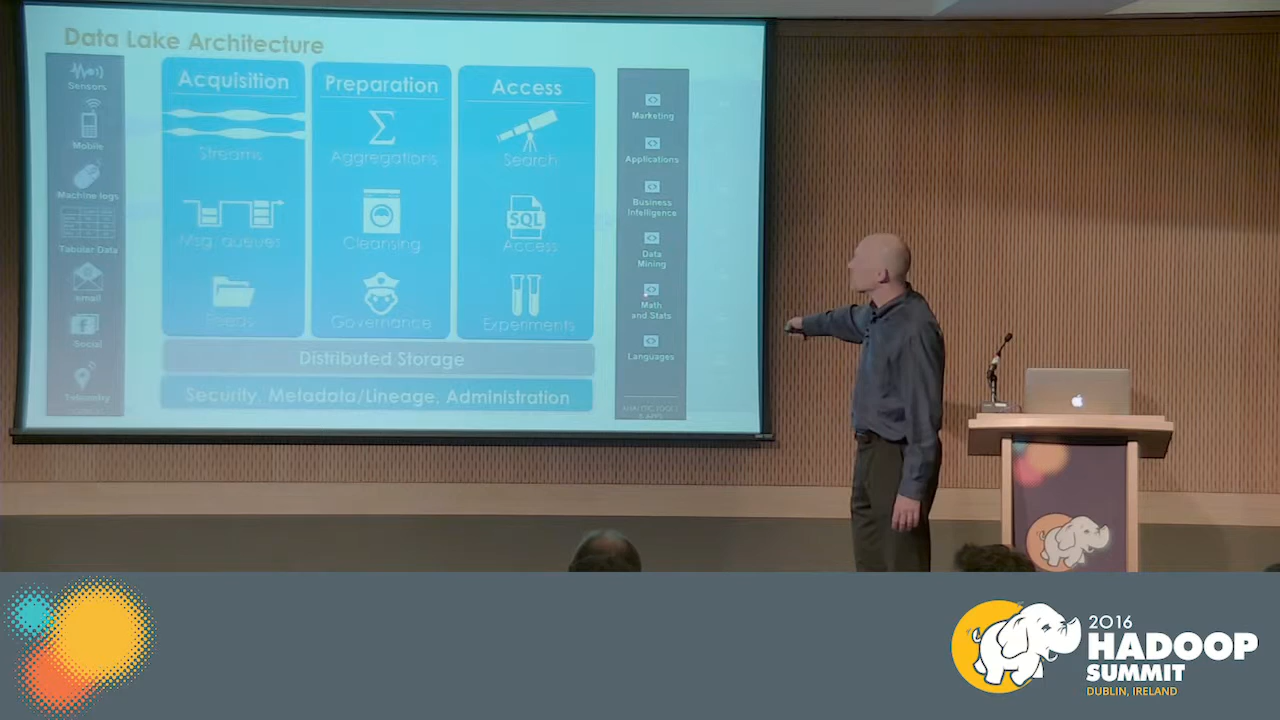 Data Lake Architecture
Sensors
Mobile
Machine logs
Tabular Data
email
Social
Telemetry
Acquisition
Streams
Msg. queues
Feeds
Preparation
Aggregations
Cleansing
Governance
Access
Search
SQL
Access
Experiments
Distributed Storage
Security, Metadata/Lineage, Administration
Marketing
Applications
Business
Intelligence
Data
Mining
Math
and Stats
Languages
2016
HADOOP
SUMMIT
DUBLIN, IRELAND